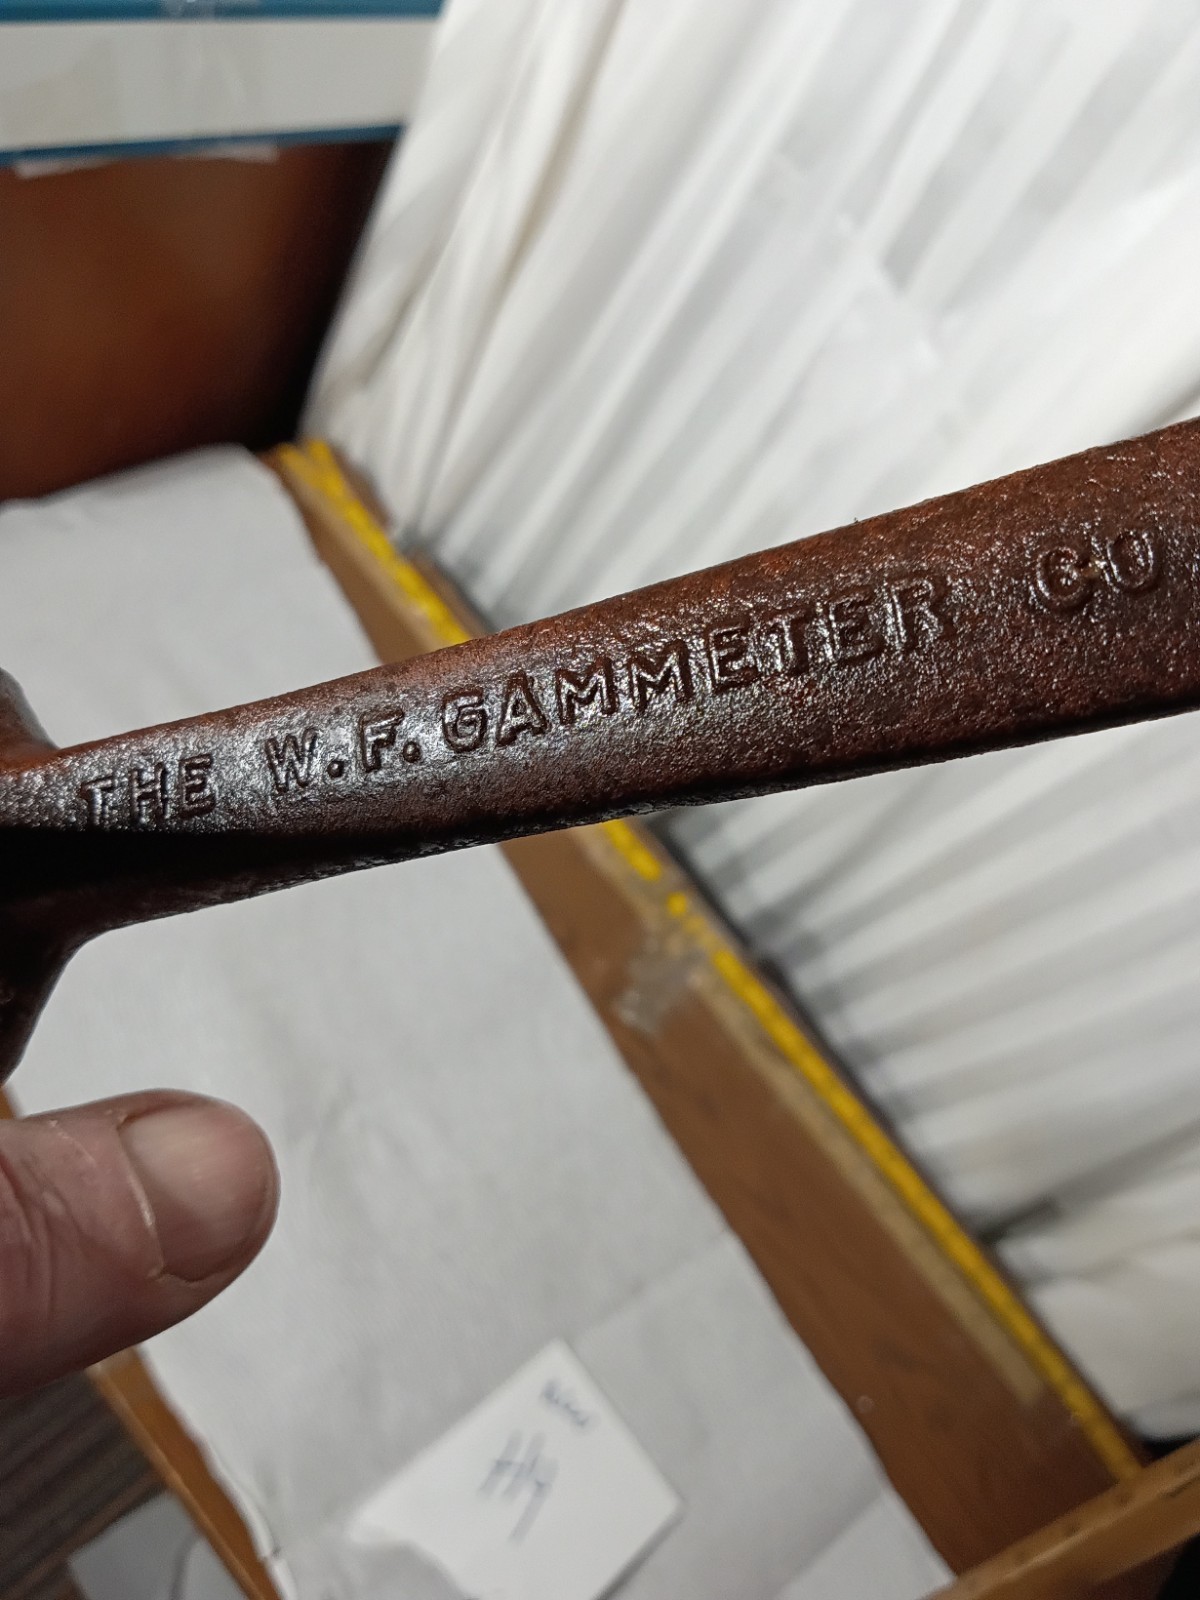 THE W.F. GAMMETER CO